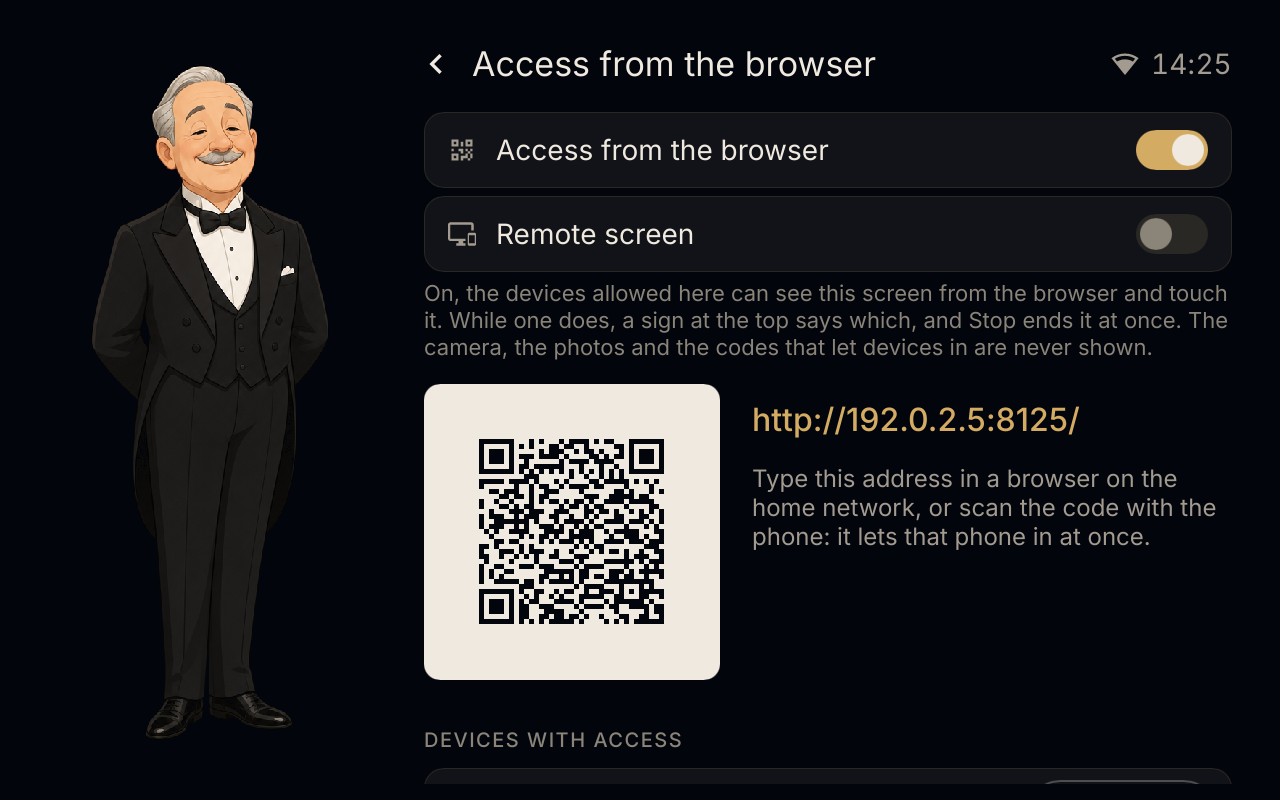 Access from the browser
14:25
Access from the browser
Remote screen
On, the devices allowed here can see this screen from the browser and touch
it. While one does, a sign at the top says which, and Stop ends it at once. The
camera, the photos and the codes that let devices in are never shown.
http://192.0.2.5:8125/
Type this address in a browser on the
home network, or scan the code with the
phone: it lets that phone in at once.
DEVICES WITH ACCESS